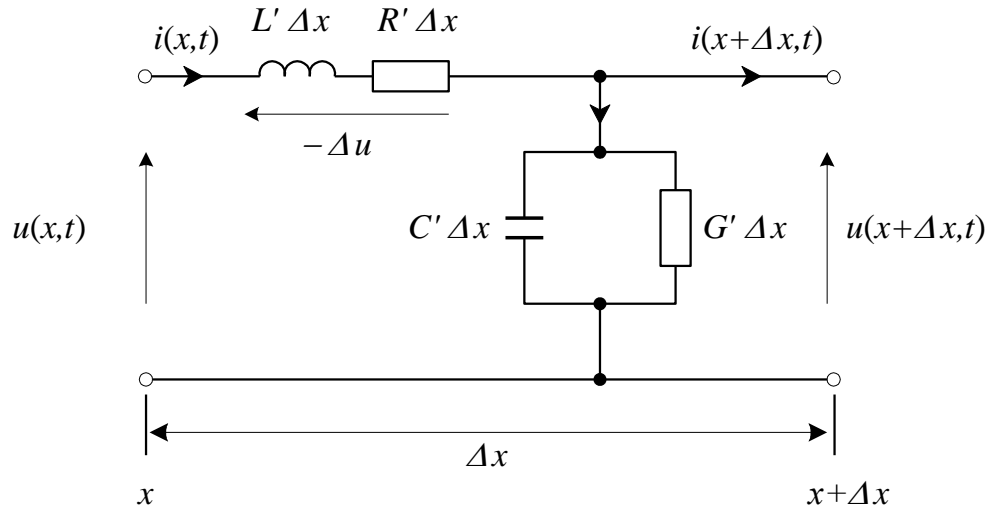 L′ Δx R′ Δx
i(x,t) i(x+Δx,t)
−Δu
u(x,t) C′ Δx G′ Δx u(x+Δx,t)
Δx
x x+Δx